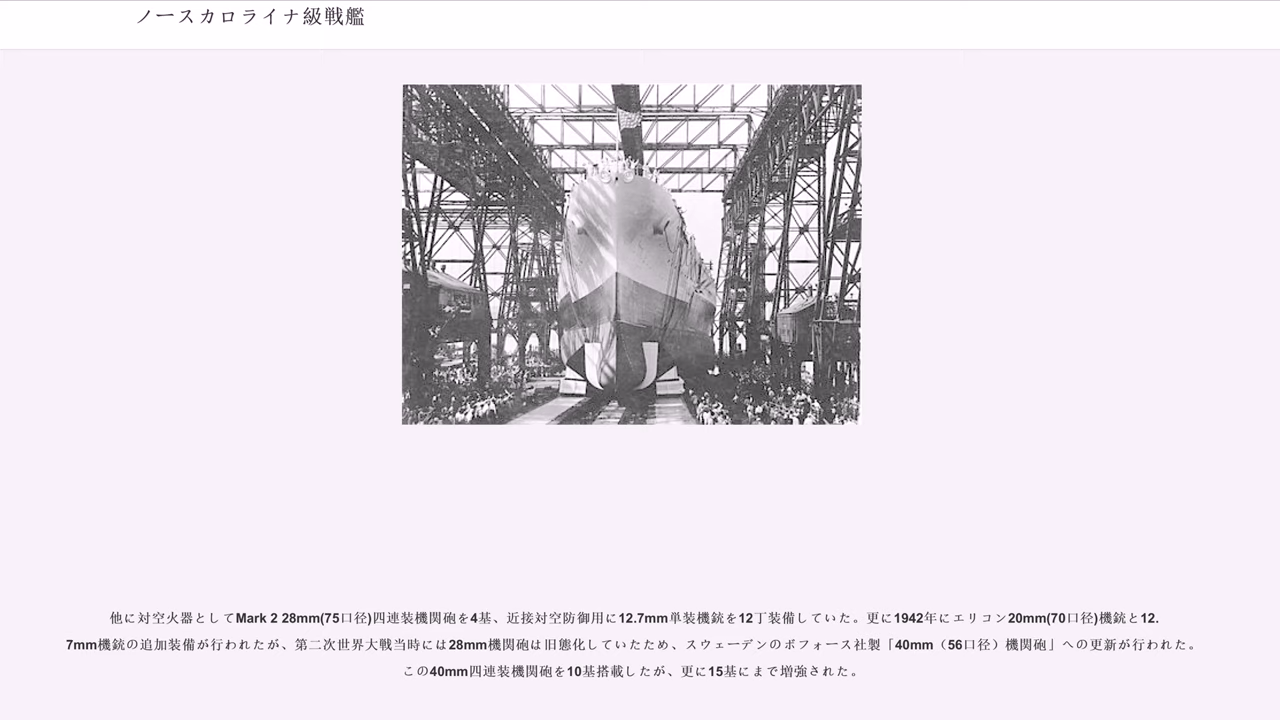 ノースカロライナ級戦艦
他に対空火器としてMark 2 28mm(75口径)四連装機関砲を4基、近接対空防御用に12.7mm単装機銃を12丁装備していた。更に1942年にエリコン20mm(70口径)機銃と12.
7mm機銃の追加装備が行われたが、第二次世界大戦当時には28mm機関砲は旧態化していたため、スウェーデンのボフォース社製「40mm（56口径）機関砲」への更新が行われた。
この40mm四連装機関砲を10基搭載したが、更に15基にまで増強された。